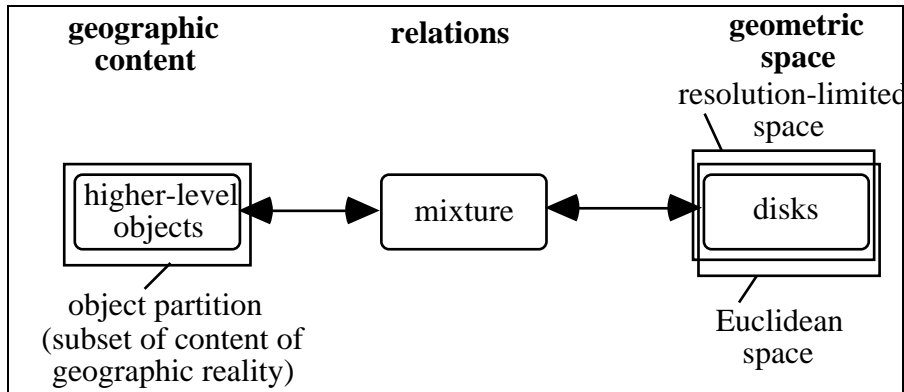 geographic
content
relations
geometric
space
resolution-limited
space
higher-level
objects
mixture
disks
object partition
(subset of content of
geographic reality)
Euclidean
space